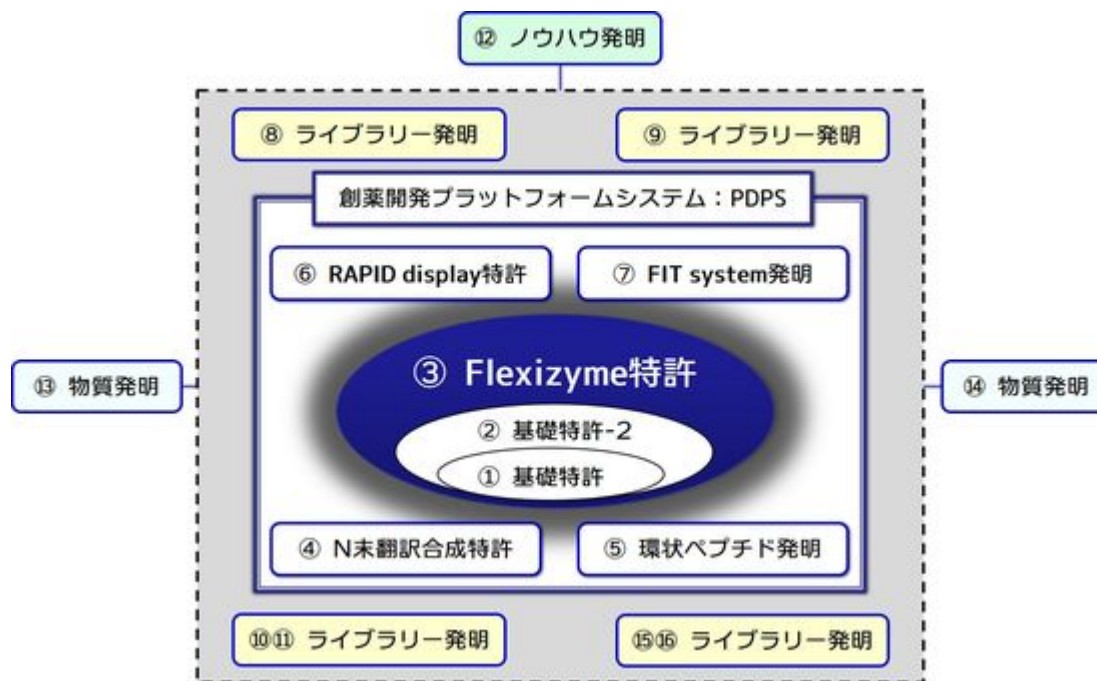 ⑫ ノウハウ発明
⑧ ライブラリー発明
⑨ ライブラリー発明
創薬開発プラットフォームシステム：PDPS
⑥ RAPID display特許
⑦ FIT system発明
③ Flexizyme特許
⑬ 物質発明
⑭ 物質発明
② 基礎特許-2
① 基礎特許
④ N末翻訳合成特許
⑤ 環状ペプチド発明
⑩⑪ ライブラリー発明
⑮⑯ ライブラリー発明